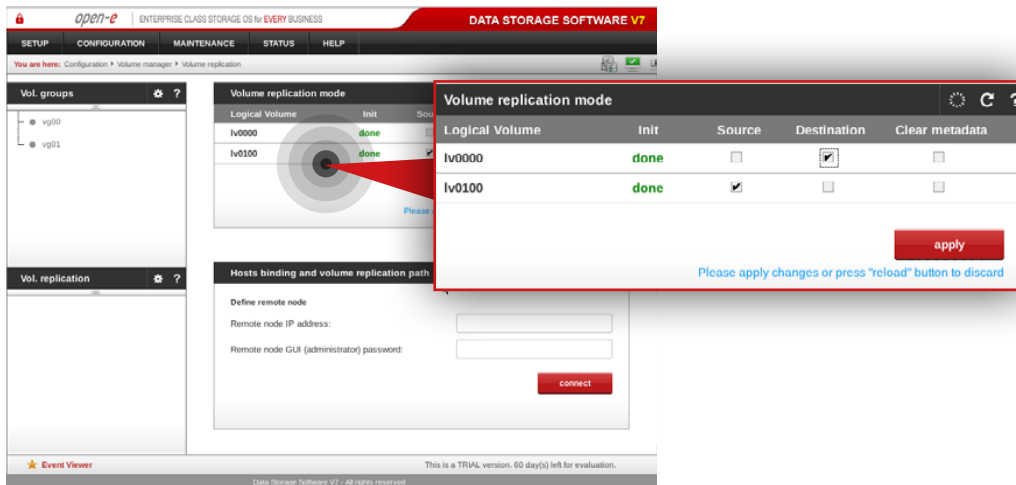 open-e ENTERPRISE CLASS STORAGE OS for EVERY BUSINESS
DATA STORAGE SOFTWARE V7
SETUP CONFIGURATION MAINTENANCE STATUS HELP
You are here: Configuration Volume manager Volume replication
Vol. groups ?
vg00
vg01
Volume replication mode
Logical Volume Init Sou
lv0000 done
lv0100 done
Please
Volume replication mode ?
Logical Volume Init Source Destination Clear metadata
lv0000 done
lv0100 done
apply
Please apply changes or press "reload" button to discard
Vol. replication ?
Hosts binding and volume replication path
Define remote node
Remote node IP address:
Remote node GUI (administrator) password:
connect
Event Viewer
This is a TRIAL version. 60 day(s) left for evaluation.
Data Storage Software V7 - All rights reserved